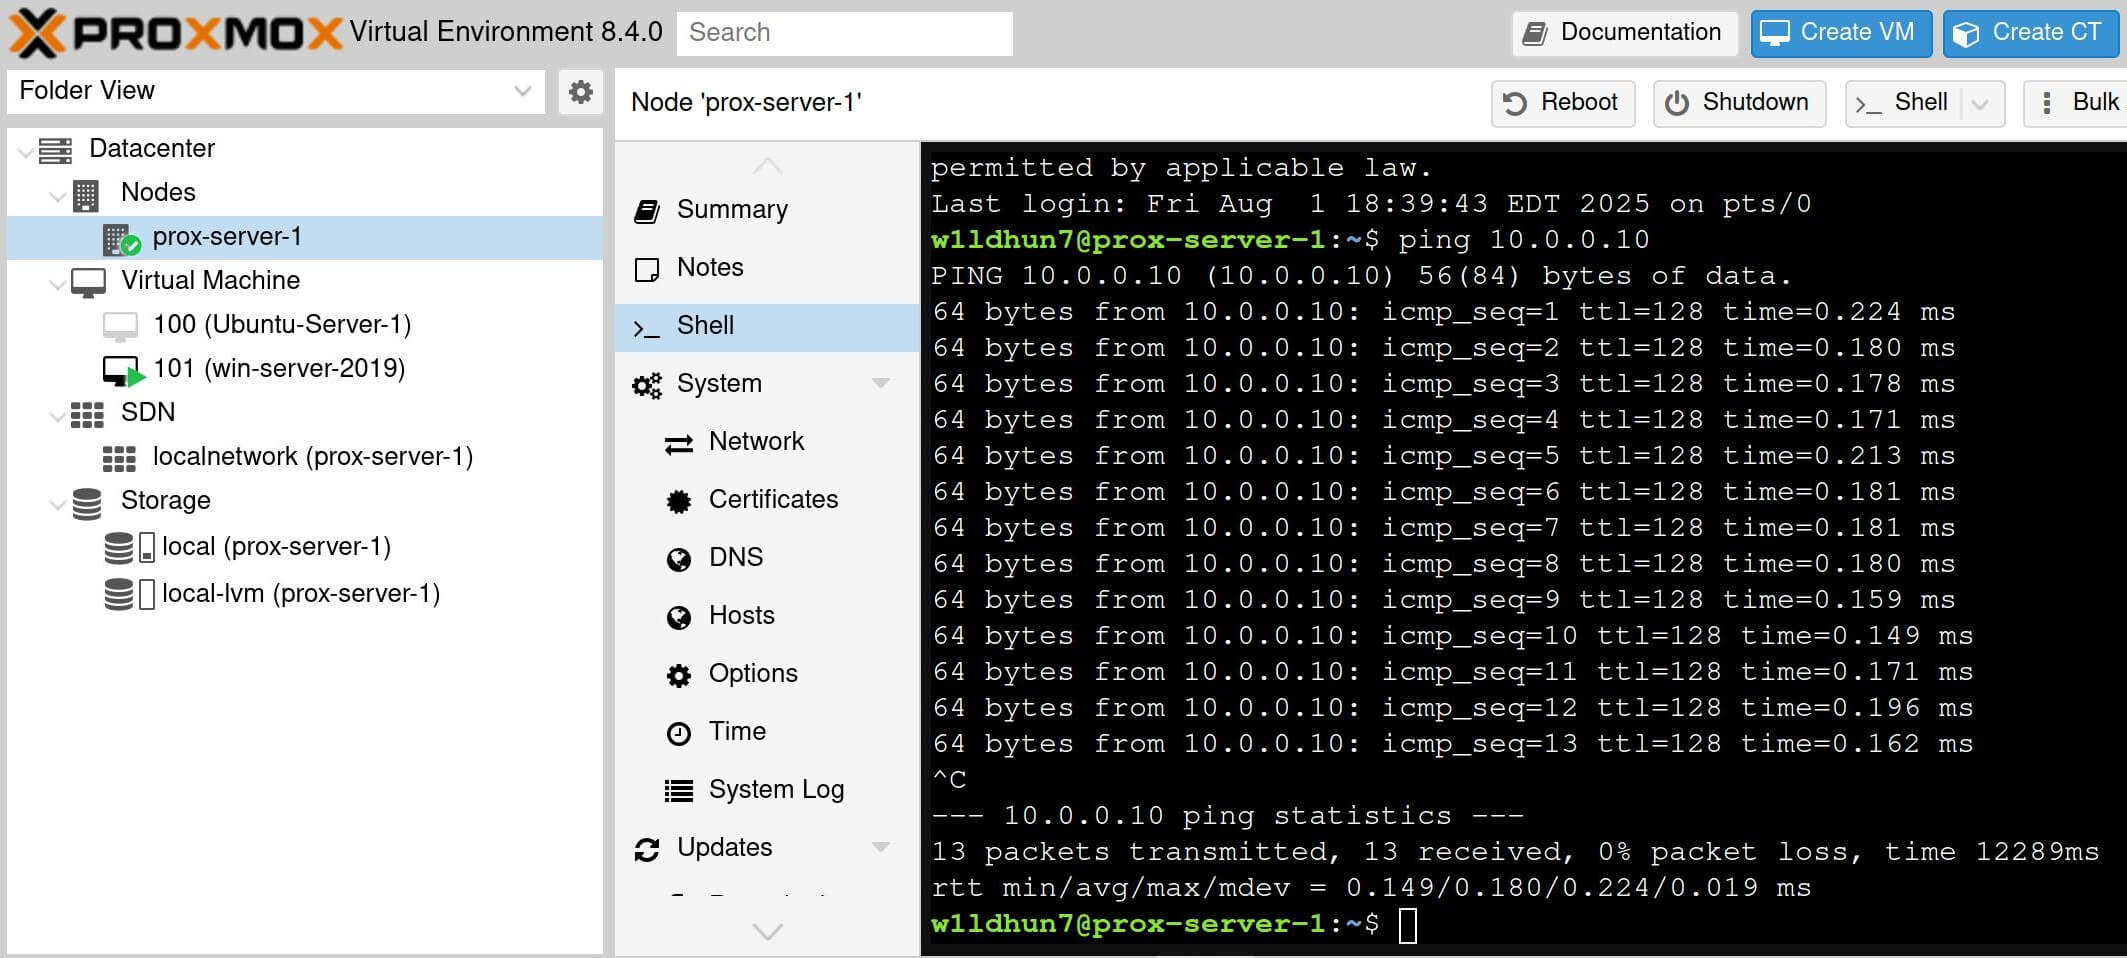 PROXMOX Virtual Environment 8.4.0 Search Documentation Create VM Create CT
Folder View
Datacenter
Nodes
prox-server-1
Virtual Machine
100 (Ubuntu-Server-1)
101 (win-server-2019)
SDN
localnetwork (prox-server-1)
Storage
local (prox-server-1)
local-lvm (prox-server-1)
Node 'prox-server-1' Reboot Shutdown >_ Shell Bulk
Summary
Notes
>_ Shell
System
Network
Certificates
DNS
Hosts
Options
Time
System Log
Updates
permitted by applicable law.
Last login: Fri Aug  1 18:39:43 EDT 2025 on pts/0
w1ldhun7@prox-server-1:~$ ping 10.0.0.10
PING 10.0.0.10 (10.0.0.10) 56(84) bytes of data.
64 bytes from 10.0.0.10: icmp_seq=1 ttl=128 time=0.224 ms
64 bytes from 10.0.0.10: icmp_seq=2 ttl=128 time=0.180 ms
64 bytes from 10.0.0.10: icmp_seq=3 ttl=128 time=0.178 ms
64 bytes from 10.0.0.10: icmp_seq=4 ttl=128 time=0.171 ms
64 bytes from 10.0.0.10: icmp_seq=5 ttl=128 time=0.213 ms
64 bytes from 10.0.0.10: icmp_seq=6 ttl=128 time=0.181 ms
64 bytes from 10.0.0.10: icmp_seq=7 ttl=128 time=0.181 ms
64 bytes from 10.0.0.10: icmp_seq=8 ttl=128 time=0.180 ms
64 bytes from 10.0.0.10: icmp_seq=9 ttl=128 time=0.159 ms
64 bytes from 10.0.0.10: icmp_seq=10 ttl=128 time=0.149 ms
64 bytes from 10.0.0.10: icmp_seq=11 ttl=128 time=0.171 ms
64 bytes from 10.0.0.10: icmp_seq=12 ttl=128 time=0.196 ms
64 bytes from 10.0.0.10: icmp_seq=13 ttl=128 time=0.162 ms
^C
--- 10.0.0.10 ping statistics ---
13 packets transmitted, 13 received, 0% packet loss, time 12289ms
rtt min/avg/max/mdev = 0.149/0.180/0.224/0.019 ms
w1ldhun7@prox-server-1:~$